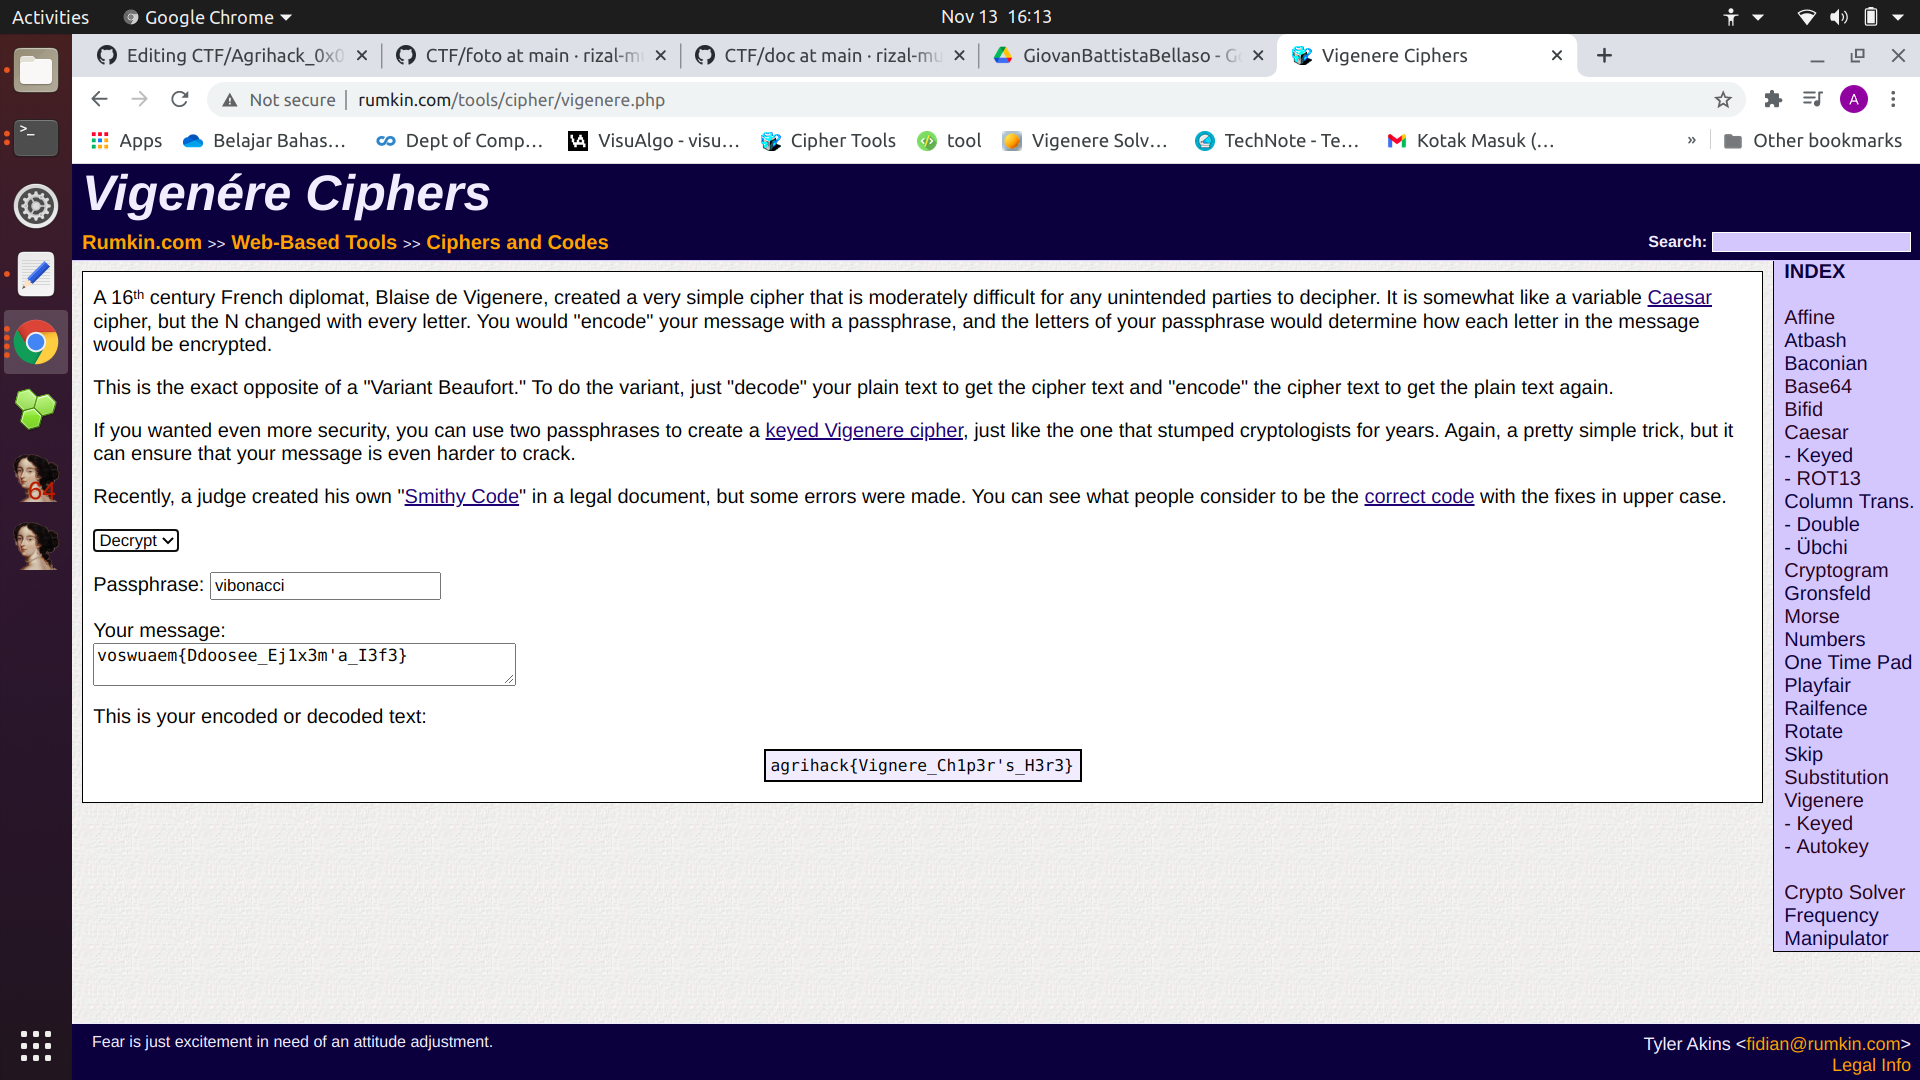 Activities
Google Chrome
Nov 13 16:13
Editing CTF/Agrihack_0x0
CTF/foto at main · rizal-mu
CTF/doc at main · rizal-mu
GiovanBattistaBellaso - Go
Vigenere Ciphers
Not secure
rumkin.com/tools/cipher/vigenere.php
A
Apps
Belajar Bahas...
Dept of Comp...
VisuAlgo - visu...
Cipher Tools
tool
Vigenere Solv...
TechNote - Te...
Kotak Masuk (...
»
Other bookmarks
Vigenére Ciphers
Rumkin.com >> Web-Based Tools >> Ciphers and Codes
Search:
A 16th century French diplomat, Blaise de Vigenere, created a very simple cipher that is moderately difficult for any unintended parties to decipher. It is somewhat like a variable Caesar
cipher, but the N changed with every letter. You would "encode" your message with a passphrase, and the letters of your passphrase would determine how each letter in the message
would be encrypted.
This is the exact opposite of a "Variant Beaufort." To do the variant, just "decode" your plain text to get the cipher text and "encode" the cipher text to get the plain text again.
If you wanted even more security, you can use two passphrases to create a keyed Vigenere cipher, just like the one that stumped cryptologists for years. Again, a pretty simple trick, but it
can ensure that your message is even harder to crack.
Recently, a judge created his own "Smithy Code" in a legal document, but some errors were made. You can see what people consider to be the correct code with the fixes in upper case.
Decrypt
Passphrase: vibonacci
Your message:
voswuaem{Ddoosee_Ej1x3m'a_I3f3}
This is your encoded or decoded text:
agrihack{Vignere_Ch1p3r's_H3r3}
INDEX
Affine
Atbash
Baconian
Base64
Bifid
Caesar
- Keyed
- ROT13
Column Trans.
- Double
- Übchi
Cryptogram
Gronsfeld
Morse
Numbers
One Time Pad
Playfair
Railfence
Rotate
Skip
Substitution
Vigenere
- Keyed
- Autokey
Crypto Solver
Frequency
Manipulator
64
Fear is just excitement in need of an attitude adjustment.
Tyler Akins <fidian@rumkin.com>
Legal Info